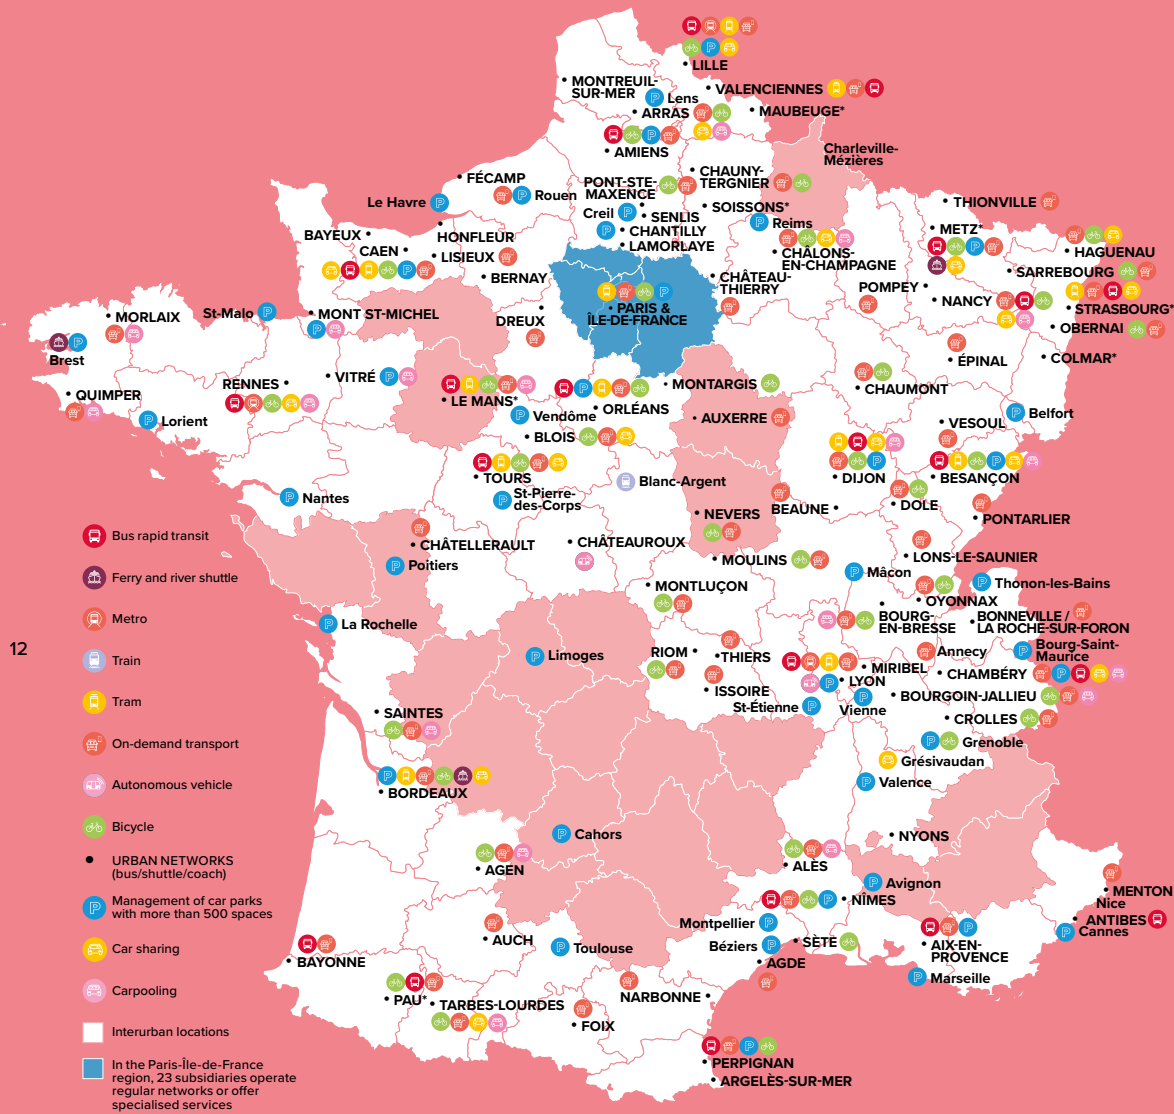 LILLE
MONTREUIL-
SUR-MER
Lens
VALENCIENNES
ARRAS
MAUBEUGE*
AMIENS
Charleville-
Mézières
FÉCAMP
PONT-STE-
MAXENCE
CHAUNY-
TERGNIER
Le Havre
Rouen
Creil
SENLIS
SOISSONS*
THIONVILLE
CHANTILLY
LAMORLAYE
Reims
METZ*
BAYEUX
CAEN
HONFLEUR
LISIEUX
BERNAY
CHÂLONS-
EN-CHAMPAGNE
HAGUENAU
SARREBOURG
CHÂTEAU-
THIERRY
POMPEY
NANCY
STRASBOURG*
St-Malo
MORLAIX
MONT ST-MICHEL
DREUX
PARIS &
ÎLE-DE-FRANCE
OBERNAI
Brest
ÉPINAL
COLMAR*
QUIMPER
RENNES
VITRÉ
LE MANS*
ORLÉANS
MONTARGIS
CHAUMONT
Lorient
Vendôme
AUXERRE
VESOUL
Belfort
BLOIS
TOURS
Blanc-Argent
DIJON
BESANÇON
Nantes
St-Pierre-
des-Corps
NEVERS
BEAUNE
DOLE
PONTARLIER
Bus rapid transit
CHÂTELLERAULT
CHÂTEAUROUX
LONS-LE-SAUNIER
Poitiers
MOULINS
Mâcon
Thonon-les-Bains
Ferry and river shuttle
MONTLUÇON
OYONNAX
BOURG-
EN-BRESSE
BONNEVILLE /
LA ROCHE-SUR-FORON
Metro
La Rochelle
12
Limoges
RIOM
THIERS
MIRIBEL
Annecy
Bourg-Saint-
Maurice
Train
ISSOIRE
LYON
CHAMBÉRY
St-Étienne
Vienne
BOURGOIN-JALLIEU
Tram
SAINTES
CROLLES
On-demand transport
Grenoble
Grésivaudan
Autonomous vehicle
BORDEAUX
Valence
Bicycle
Cahors
NYONS
URBAN NETWORKS
(bus/shuttle/coach)
AGEN
ALÈS
Management of car parks
with more than 500 spaces
Avignon
NÎMES
MENTON
Nice
Montpellier
ANTIBES
Cannes
Car sharing
AUCH
Toulouse
Béziers
SÈTE
AIX-EN-
PROVENCE
BAYONNE
AGDE
Marseille
Carpooling
PAU*
TARBES-LOURDES
NARBONNE
FOIX
Interurban locations
PERPIGNAN
ARGELÈS-SUR-MER
In the Paris-Île-de-France
region, 23 subsidiaries operate
regular networks or offer
specialised services